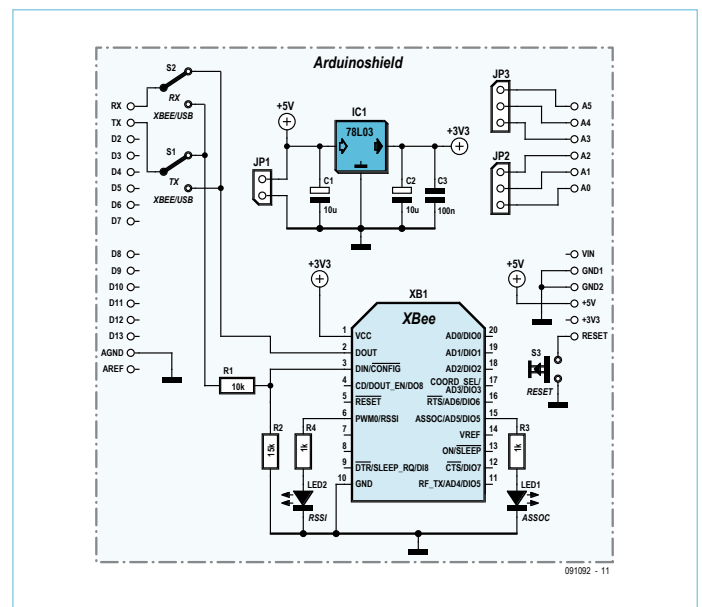 Arduinoshield
S2
RX
XBEE/USB
S1
TX
XBEE/USB
RX
TX
D2
D3
D4
D5
D6
D7
D8
D9
D10
D11
D12
D13
AGND
AREF
+5V
IC1
78L03
+3V3
JP1
C1
10u
C2
10u
C3
100n
JP3
A5
A4
A3
JP2
A2
A1
A0
+3V3
XB1
XBee
1 VCC
2 DOUT
3 DIN/CONFIG
4 CD/DOUT_EN/DO8
5 RESET
6 PWM0/RSSI
7
8
9 DTR/SLEEP_RQ/DI8
10 GND
AD0/DIO0 20
AD1/DIO1 19
AD2/DIO2 18
COORD_SEL/
AD3/DIO3 17
RTS/AD6/DIO6 16
ASSOC/AD5/DIO5 15
VREF 14
ON/SLEEP 13
CTS/DIO7 12
RF_TX/AD4/DIO5 11
R1
10k
R2
15k
R4
1k
LED2
RSSI
R3
1k
LED1
ASSOC
+5V
VIN
GND1
GND2
+5V
+3V3
RESET
S3
RESET
091092 - 11